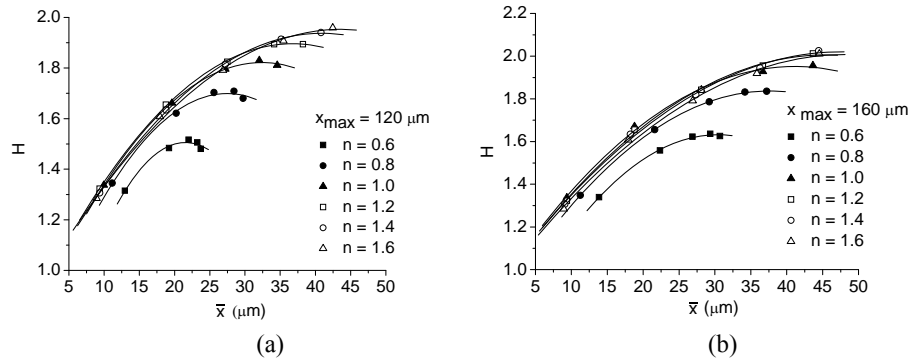 2.0
1.8
1.6
1.4
1.2
1.0
H
5 10 15 20 25 30 35 40 45 50
x̄ (μm)
x_max = 120 μm
n = 0.6
n = 0.8
n = 1.0
n = 1.2
n = 1.4
n = 1.6
(a)
2.2
2.0
1.8
1.6
1.4
1.2
1.0
H
5 10 15 20 25 30 35 40 45 50
x̄ (μm)
x_max = 160 μm
n = 0.6
n = 0.8
n = 1.0
n = 1.2
n = 1.4
n = 1.6
(b)